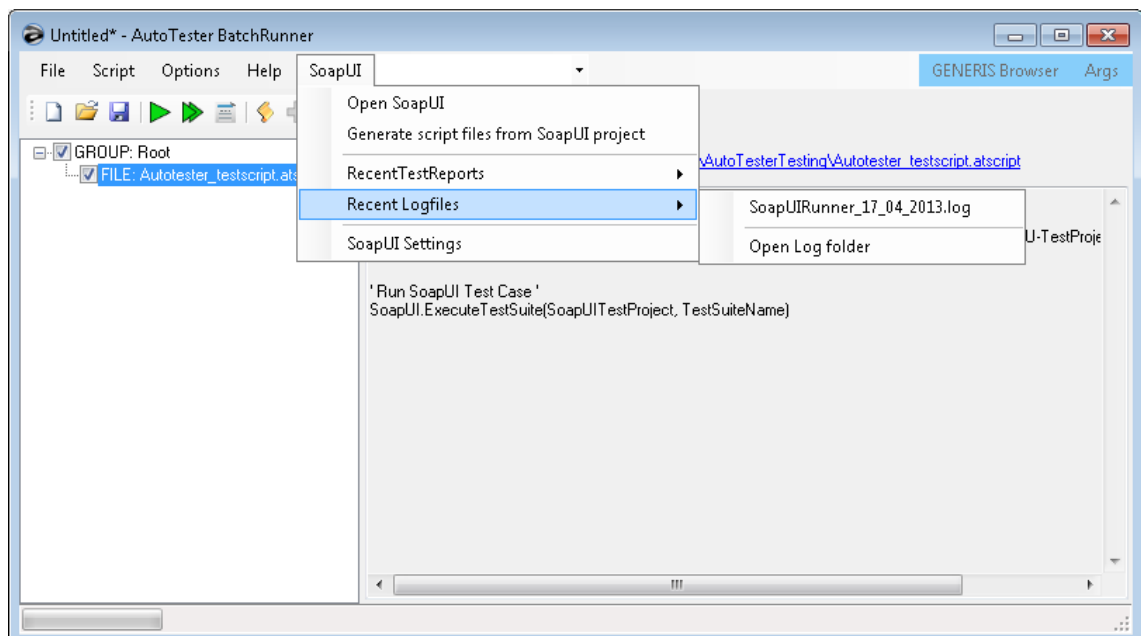 Untitled* - AutoTester BatchRunner
File Script Options Help SoapUI GENERIS Browser Args
Open SoapUI
Generate script files from SoapUI project
RecentTestReports
Recent Logfiles
SoapUI Settings
SoapUIRunner_17_04_2013.log
Open Log folder
GROUP: Root
FILE: Autotester_testscript.ats
\AutoTesterTesting\Autotester_testscript.atscript
U-TestProje
' Run SoapUI Test Case '
SoapUI.ExecuteTestSuite(SoapUITestProject, TestSuiteName)